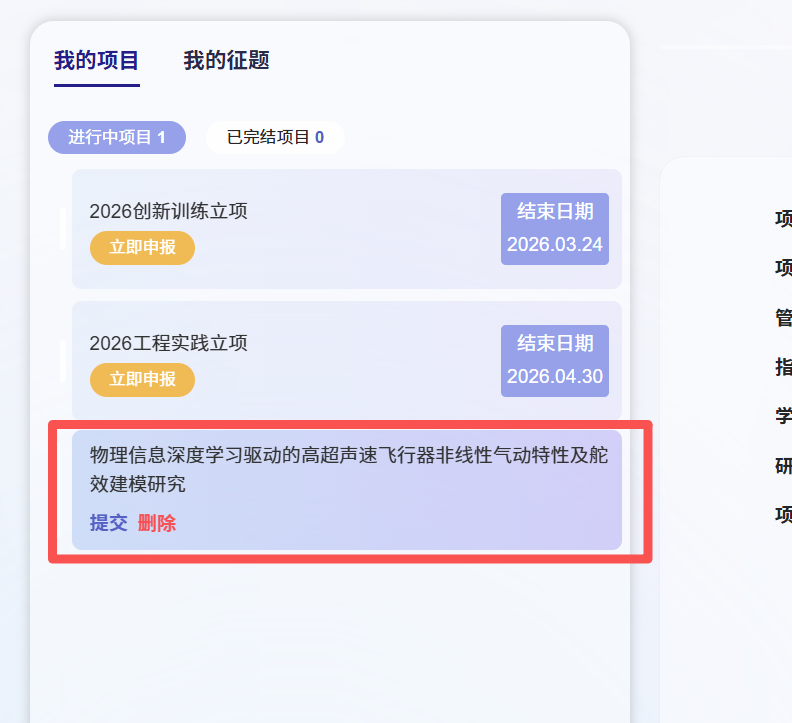 我的项目 我的征题
进行中项目 1 已完结项目 0
2026创新训练立项
立即申报
结束日期
2026.03.24
2026工程实践立项
立即申报
结束日期
2026.04.30
物理信息深度学习驱动的高超声速飞行器非线性气动特性及舵
效建模研究
提交 删除
项
项
管
指
学
研
项